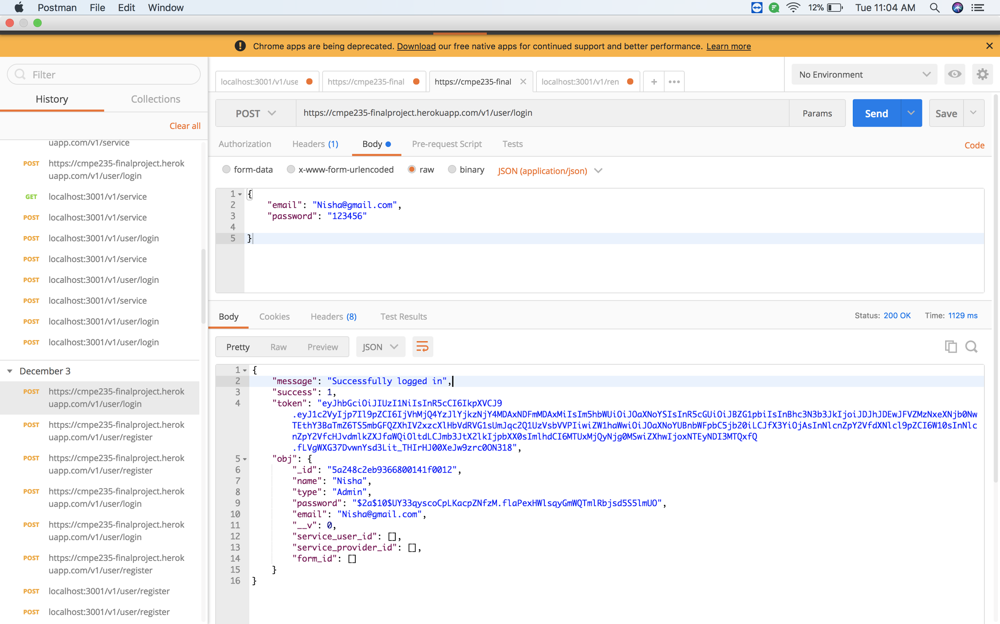 Postman File Edit Window 12% Tue 11:04 AM
Chrome apps are being deprecated. Download our free native apps for continued support and better performance. Learn more
Filter
History Collections
Clear all
uapp.com/v1/service
POST https://cmpe235-finalproject.herok
uapp.com/v1/user/login
GET localhost:3001/v1/service
POST localhost:3001/v1/service
POST localhost:3001/v1/user/login
POST localhost:3001/v1/service
POST localhost:3001/v1/user/login
POST localhost:3001/v1/service
POST localhost:3001/v1/user/login
POST localhost:3001/v1/user/login
December 3
POST https://cmpe235-finalproject.herok
uapp.com/v1/user/login
POST https://cmpe235-finalproject.herok
uapp.com/v1/user/register
POST https://cmpe235-finalproject.herok
uapp.com/v1/user/register
POST https://cmpe235-finalproject.herok
uapp.com/v1/user/login
POST https://cmpe235-finalproject.herok
uapp.com/v1/user/login
POST https://cmpe235-finalproject.herok
uapp.com/v1/user/register
POST localhost:3001/v1/user/register
POST localhost:3001/v1/user/register
localhost:3001/v1/use https://cmpe235-final https://cmpe235-final localhost:3001/v1/ren
No Environment
POST https://cmpe235-finalproject.herokuapp.com/v1/user/login Params Send Save
Authorization Headers (1) Body Pre-request Script Tests Code
form-data x-www-form-urlencoded raw binary JSON (application/json)
1 {
2 "email": "Nisha@gmail.com",
3 "password": "123456"
4
5 }
Body Cookies Headers (8) Test Results Status: 200 OK Time: 1129 ms
Pretty Raw Preview JSON
1 {
2 "message": "Successfully logged in",
3 "success": 1,
4 "token": "eyJhbGciOiJIUzI1NiIsInR5cCI6IkpXVCJ9
.eyJ1c2VyIjp7Il9pZCI6IjVhMjQ4YzJlYjkzNjY4MDAxNDFmMDAxMiIsIm5hbWUiOiJOaXNoYSIsInR5cGUiOiJBZG1pbiIsInBhc3N3b3JkIjoiJDJhJDEwJFVZMzNxeXNjb0Nw
TEthY3BaTmZ6TS5mbGFQZXhIV2xzcXlHbVdRVG1sUmJqc2Q1UzVsbVVPIiwiZW1haWwiOiJOaXNoYUBnbWFpbC5jb20iLCJfX3YiOjAsInNlcnZpY2VfdXNlcl9pZCI6W10sInNlc
nZpY2VfcHJvdmlkZXJfaWQiOltdLCJmb3JtX2lkIjpbXX0sImlhdCI6MTUxMjQyNjg0MSwiZXhwIjoxNTEyNDI3MTQxfQ
.fLVgWXG37DvwnYsd3Lit_THIrHJ00XeJw9zrc0ON318",
5 "obj": {
6 "_id": "5a248c2eb9366800141f0012",
7 "name": "Nisha",
8 "type": "Admin",
9 "password": "$2a$10$UY33qyscoCpLKacpZNfzM.flaPexHWlsqyGmWQTmlRbjsd5S5lmUO",
10 "email": "Nisha@gmail.com",
11 "__v": 0,
12 "service_user_id": [],
13 "service_provider_id": [],
14 "form_id": []
15 }
16 }